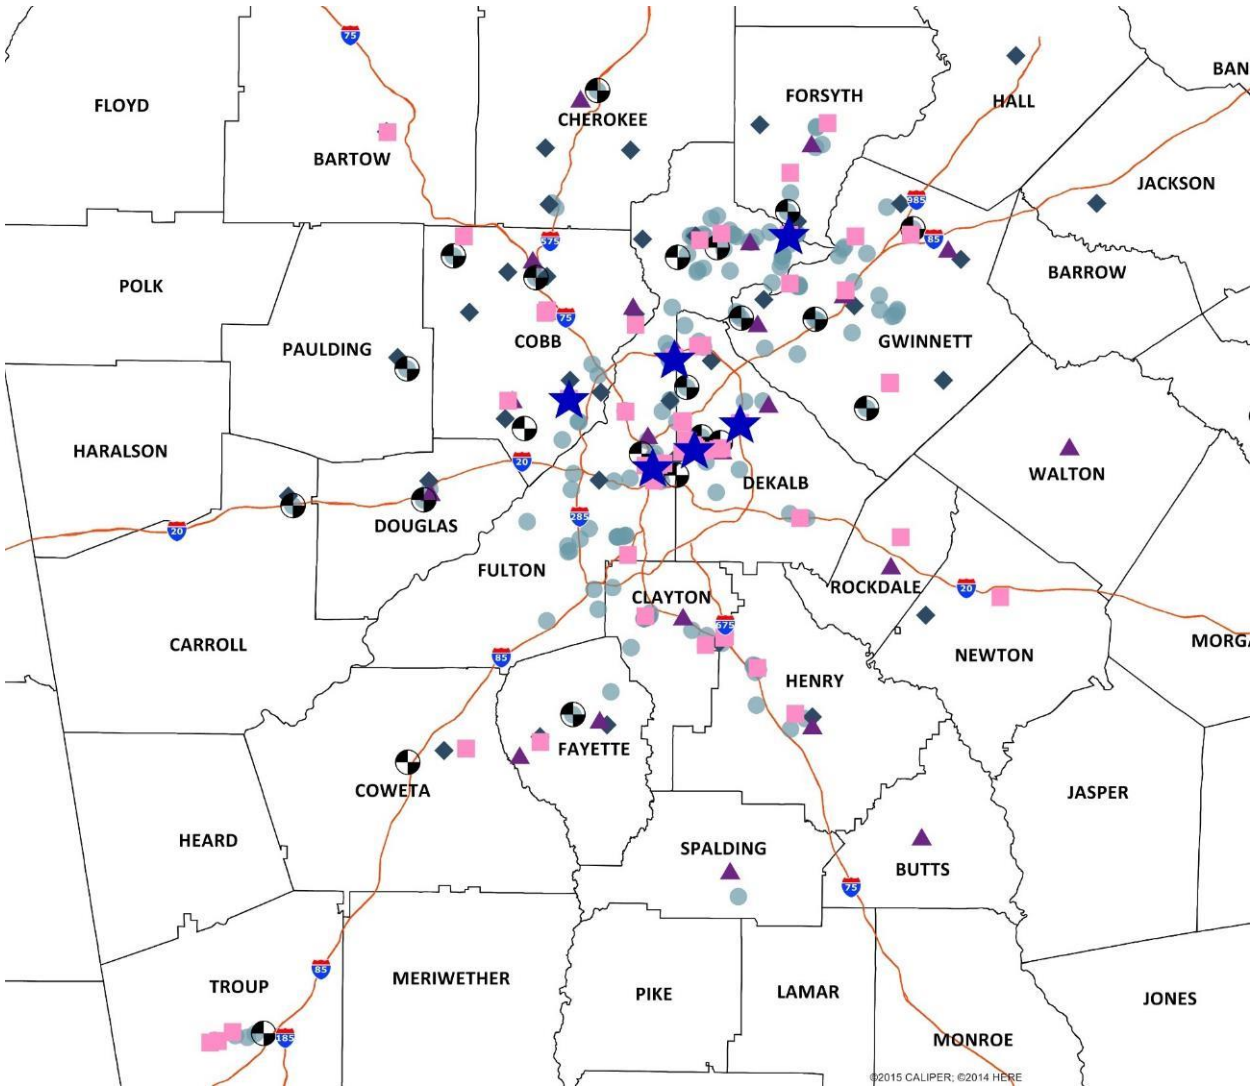 75
BAN
FLOYD
FORSYTH
HALL
CHEROKEE
BARTOW
JACKSON
985
85
575
BARROW
POLK
75
COBB
GWINNETT
PAULDING
HARALSON
20
WALTON
DEKALB
DOUGLAS
20
285
FULTON
ROCKDALE
20
CLAYTON
675
CARROLL
MORGA
85
NEWTON
HENRY
FAYETTE
COWETA
JASPER
HEARD
SPALDING
BUTTS
75
85
MERIWETHER
TROUP
PIKE
LAMAR
JONES
185
MONROE
©2015 CALIPER; ©2014 HERE